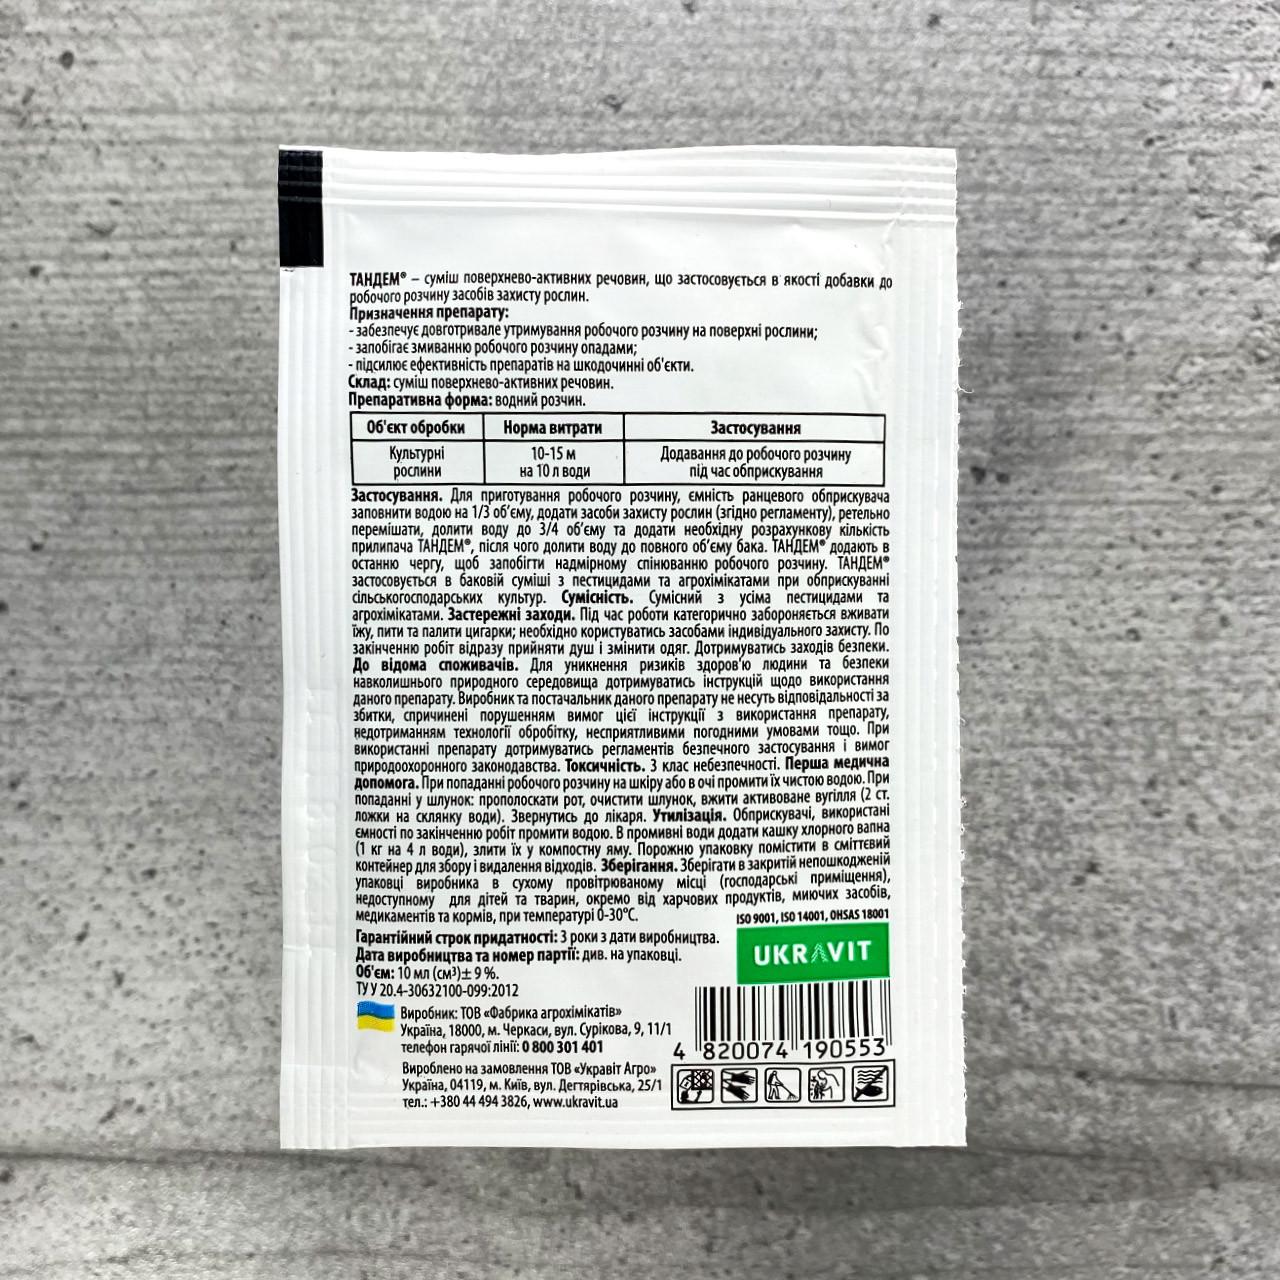 ТАНДЕМ® – суміш поверхнево-активних речовин, що застосовується в якості добавки до
робочого розчину засобів захисту рослин.
Призначення препарату:
- забезпечує довготривале утримування робочого розчину на поверхні рослини;
- запобігає змиванню робочого розчину опадами;
- підсилює ефективність препаратів на шкодочинні об'єкти.
Склад: суміш поверхнево-активних речовин.
Препаративна форма: водний розчин.
Об'єкт обробки Норма витрати Застосування
Культурні 10-15 м Додавання до робочого розчину
рослини на 10 л води під час обприскування
Застосування. Для приготування робочого розчину, ємність ранцевого обприскувача
заповнити водою на 1/3 об'єму, додати засоби захисту рослин (згідно регламенту), ретельно
перемішати, долити воду до 3/4 об'єму та додати необхідну розрахункову кількість
прилипача ТАНДЕМ®, після чого долити воду до повного об'єму бака. ТАНДЕМ® додають в
останню чергу, щоб запобігти надмірному спінюванню робочого розчину. ТАНДЕМ®
застосовується в баковій суміші з пестицидами та агрохімікатами при обприскуванні
сільськогосподарських культур. Сумісність. Сумісний з усіма пестицидами та
агрохімікатами. Застережні заходи. Під час роботи категорично забороняється вживати
їжу, пити та палити цигарки; необхідно користуватись засобами індивідуального захисту. По
закінченню робіт відразу прийняти душ і змінити одяг. Дотримуватись заходів безпеки.
До відома споживачів. Для уникнення ризиків здоров'ю людини та безпеки
навколишнього природного середовища дотримуватись інструкцій щодо використання
даного препарату. Виробник та постачальник даного препарату не несуть відповідальності за
збитки, спричинені порушенням вимог цієї інструкції з використання препарату,
недотриманням технології обробітку, несприятливими погодними умовами тощо. При
використанні препарату дотримуватись регламентів безпечного застосування і вимог
природоохоронного законодавства. Токсичність. 3 клас небезпечності. Перша медична
допомога. При попаданні робочого розчину на шкіру або в очі промити їх чистою водою. При
попаданні у шлунок: прополоскати рот, очистити шлунок, вжити активоване вугілля (2 ст.
ложки на склянку води). Звернутись до лікаря. Утилізація. Обприскувачі, використані
ємності по закінченню робіт промити водою. В промивні води додати кашку хлорного вапна
(1 кг на 4 л води), злити їх у компостну яму. Порожню упаковку помістити в сміттєвий
контейнер для збору і видалення відходів. Зберігання. Зберігати в закритій непошкодженій
упаковці виробника в сухому провітрюваному місці (господарські приміщення),
недоступному для дітей та тварин, окремо від харчових продуктів, миючих засобів,
медикаментів та кормів, при температурі 0-30°С.
ISO 9001, ISO 14001, OHSAS 18001
UKRAVIT
Гарантійний строк придатності: 3 роки з дати виробництва.
Дата виробництва та номер партії: див. на упаковці.
Об'єм: 10 мл (см³)± 9 %.
ТУ У 20.4-30632100-099:2012
Виробник: ТОВ «Фабрика агрохімікатів»
Україна, 18000, м. Черкаси, вул. Сурікова, 9, 11/1
телефон гарячої лінії: 0 800 301 401
4 820074 190553
Вироблено на замовлення ТОВ «Укравіт Агро»
Україна, 04119, м. Київ, вул. Дегтярівська, 25/1
тел.: +380 44 494 3826, www.ukravit.ua